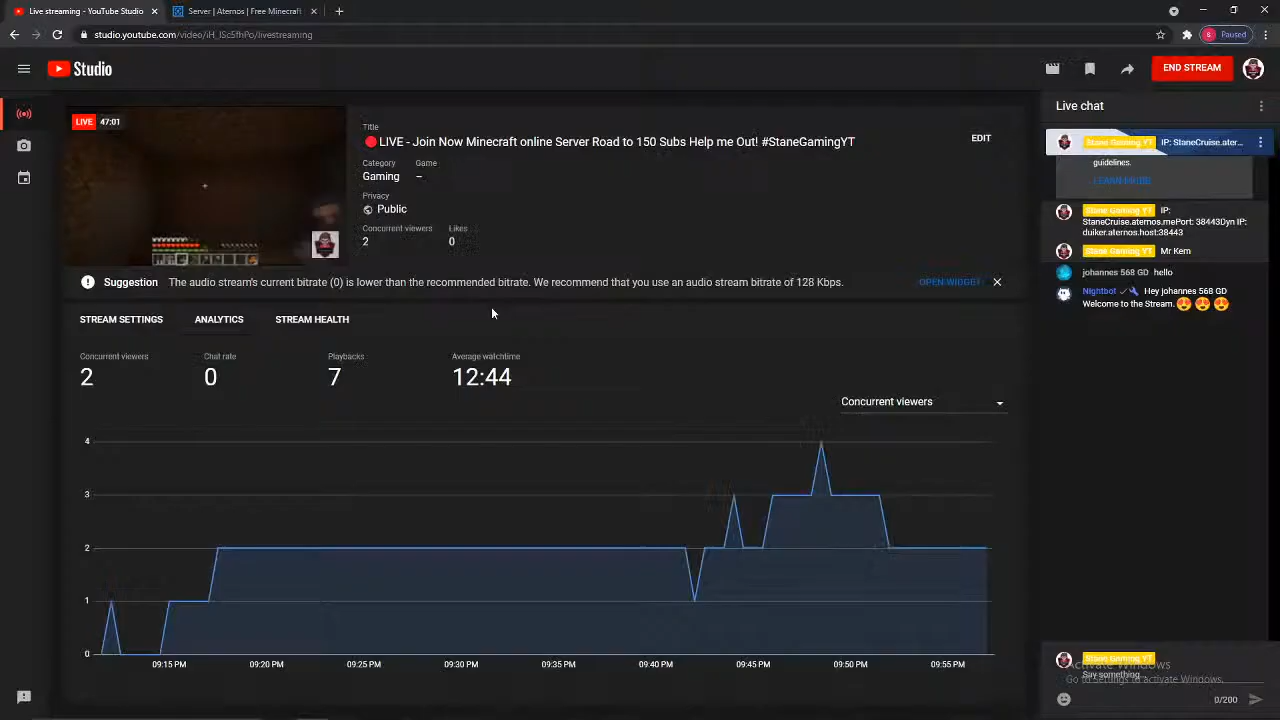 Live streaming - YouTube Studio
Server | Aternos | Free Minecraft
studio.youtube.com/video/iH_lSc5fhPo/livestreaming
S Paused
Studio
END STREAM
LIVE 47:01
Title
LIVE - Join Now Minecraft online Server Road to 150 Subs Help me Out! #StaneGamingYT
EDIT
Category Game
Gaming –
Privacy
Public
Concurrent viewers Likes
2 0
Suggestion The audio stream's current bitrate (0) is lower than the recommended bitrate. We recommend that you use an audio stream bitrate of 128 Kbps.
OPEN WIDGET
STREAM SETTINGS ANALYTICS STREAM HEALTH
Concurrent viewers Chat rate Playbacks Average watchtime
2 0 7 12:44
Concurrent viewers
4
3
2
1
0
09:15 PM 09:20 PM 09:25 PM 09:30 PM 09:35 PM 09:40 PM 09:45 PM 09:50 PM 09:55 PM
Live chat
Stane Gaming YT IP: StaneCruise.ater...
guidelines.
LEARN MORE
Stane Gaming YT IP:
StaneCruise.aternos.mePort: 38443Dyn IP:
duiker.aternos.host:38443
Stane Gaming YT Mr Kem
johannes 568 GD hello
Nightbot Hey johannes 568 GD
Welcome to the Stream.
Stane Gaming YT
Say something...
Activate Windows
Go to Settings to activate Windows.
0/200